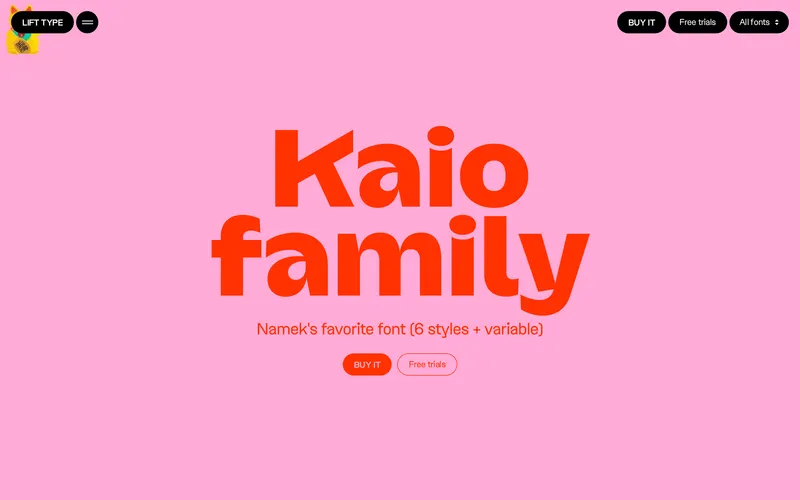 LIFT TYPE
BUY IT
Free trials
All fonts
Kaio
family
Namek's favorite font (6 styles + variable)
BUY IT
Free trials